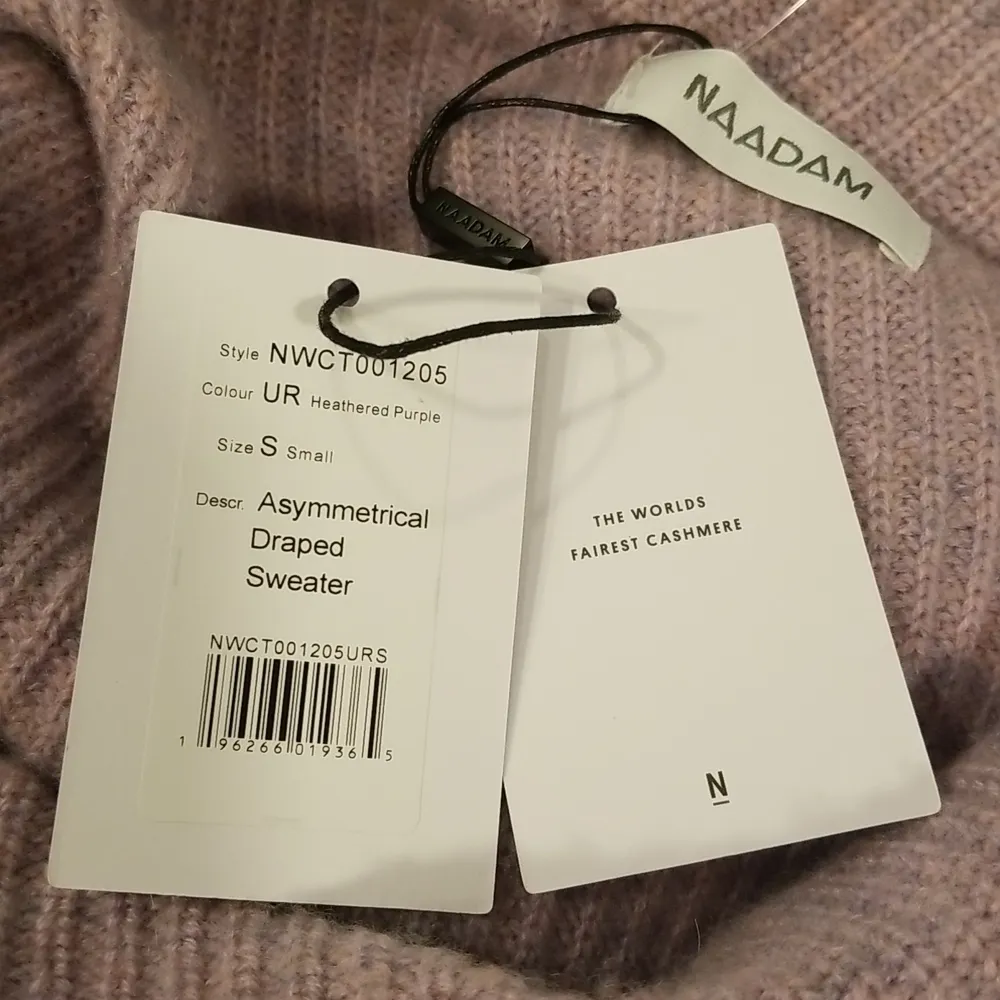 NAADAM
NAADAM
Style NWCT001205
Colour UR Heathered Purple
Size S Small
Descr. Asymmetrical
Draped
Sweater
NWCT001205URS
1 96266 01936 5
THE WORLDS
FAIREST CASHMERE
N